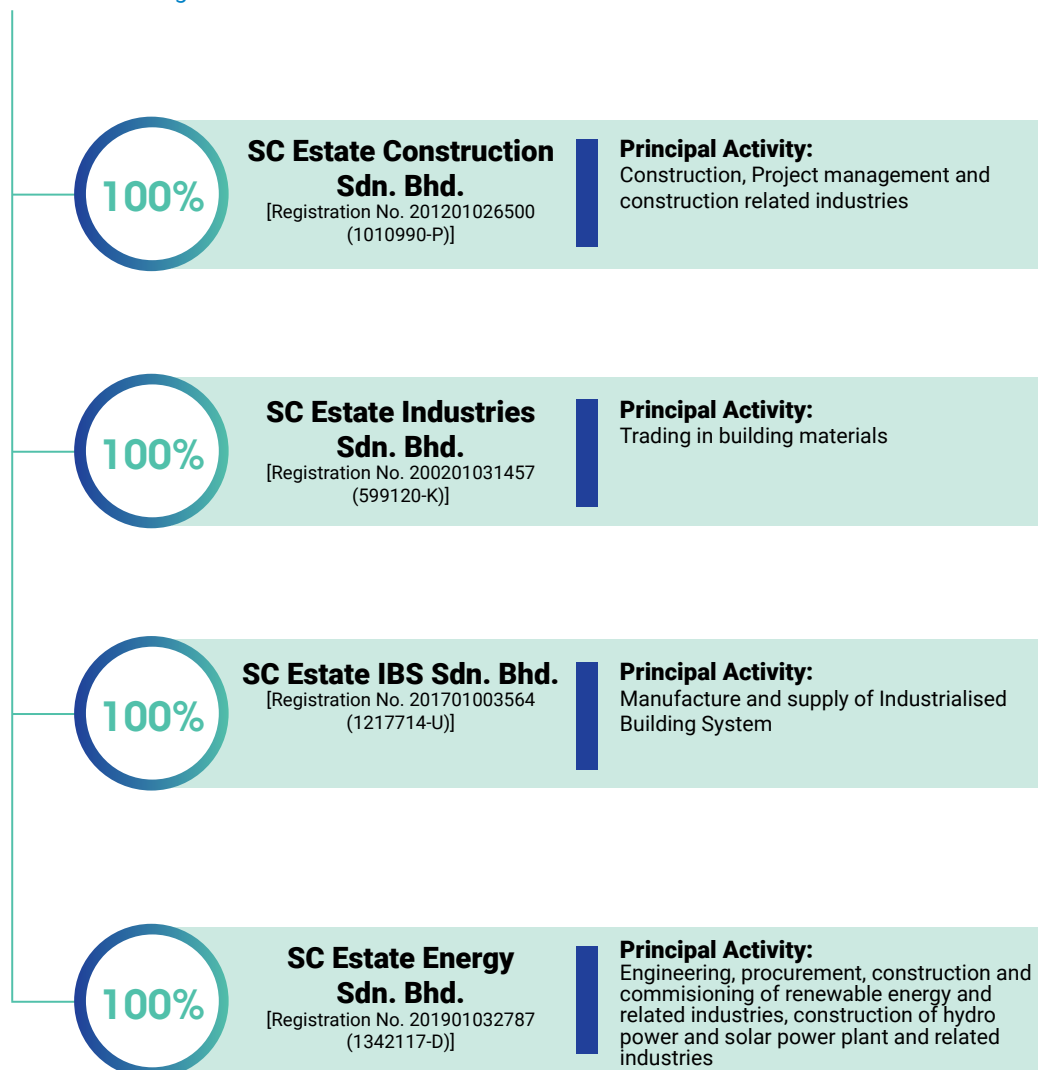 100%
SC Estate Construction
Sdn. Bhd.
[Registration No. 201201026500
(1010990-P)]
Principal Activity:
Construction, Project management and
construction related industries
100%
SC Estate Industries
Sdn. Bhd.
[Registration No. 200201031457
(599120-K)]
Principal Activity:
Trading in building materials
100%
SC Estate IBS Sdn. Bhd.
[Registration No. 201701003564
(1217714-U)]
Principal Activity:
Manufacture and supply of Industrialised
Building System
100%
SC Estate Energy
Sdn. Bhd.
[Registration No. 201901032787
(1342117-D)]
Principal Activity:
Engineering, procurement, construction and
commisioning of renewable energy and
related industries, construction of hydro
power and solar power plant and related
industries